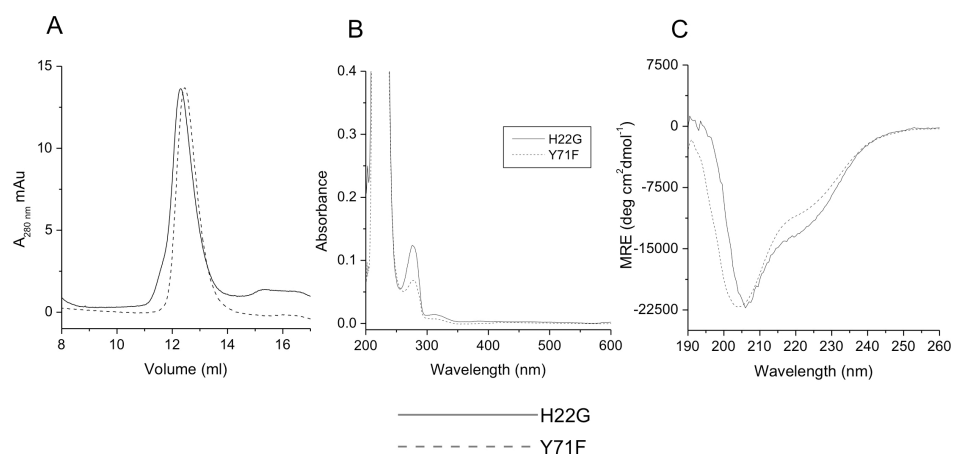 A
B
C
15
10
5
0
A280 nm mAu
8
10
12
14
16
Volume (ml)
0.4
0.3
0.2
0.1
0.0
Absorbance
H22G
Y71F
200
300
400
500
600
Wavelength (nm)
7500
0
-7500
-15000
-22500
MRE (deg cm2dmol-1)
190
200
210
220
230
240
250
260
Wavelength (nm)
H22G
Y71F